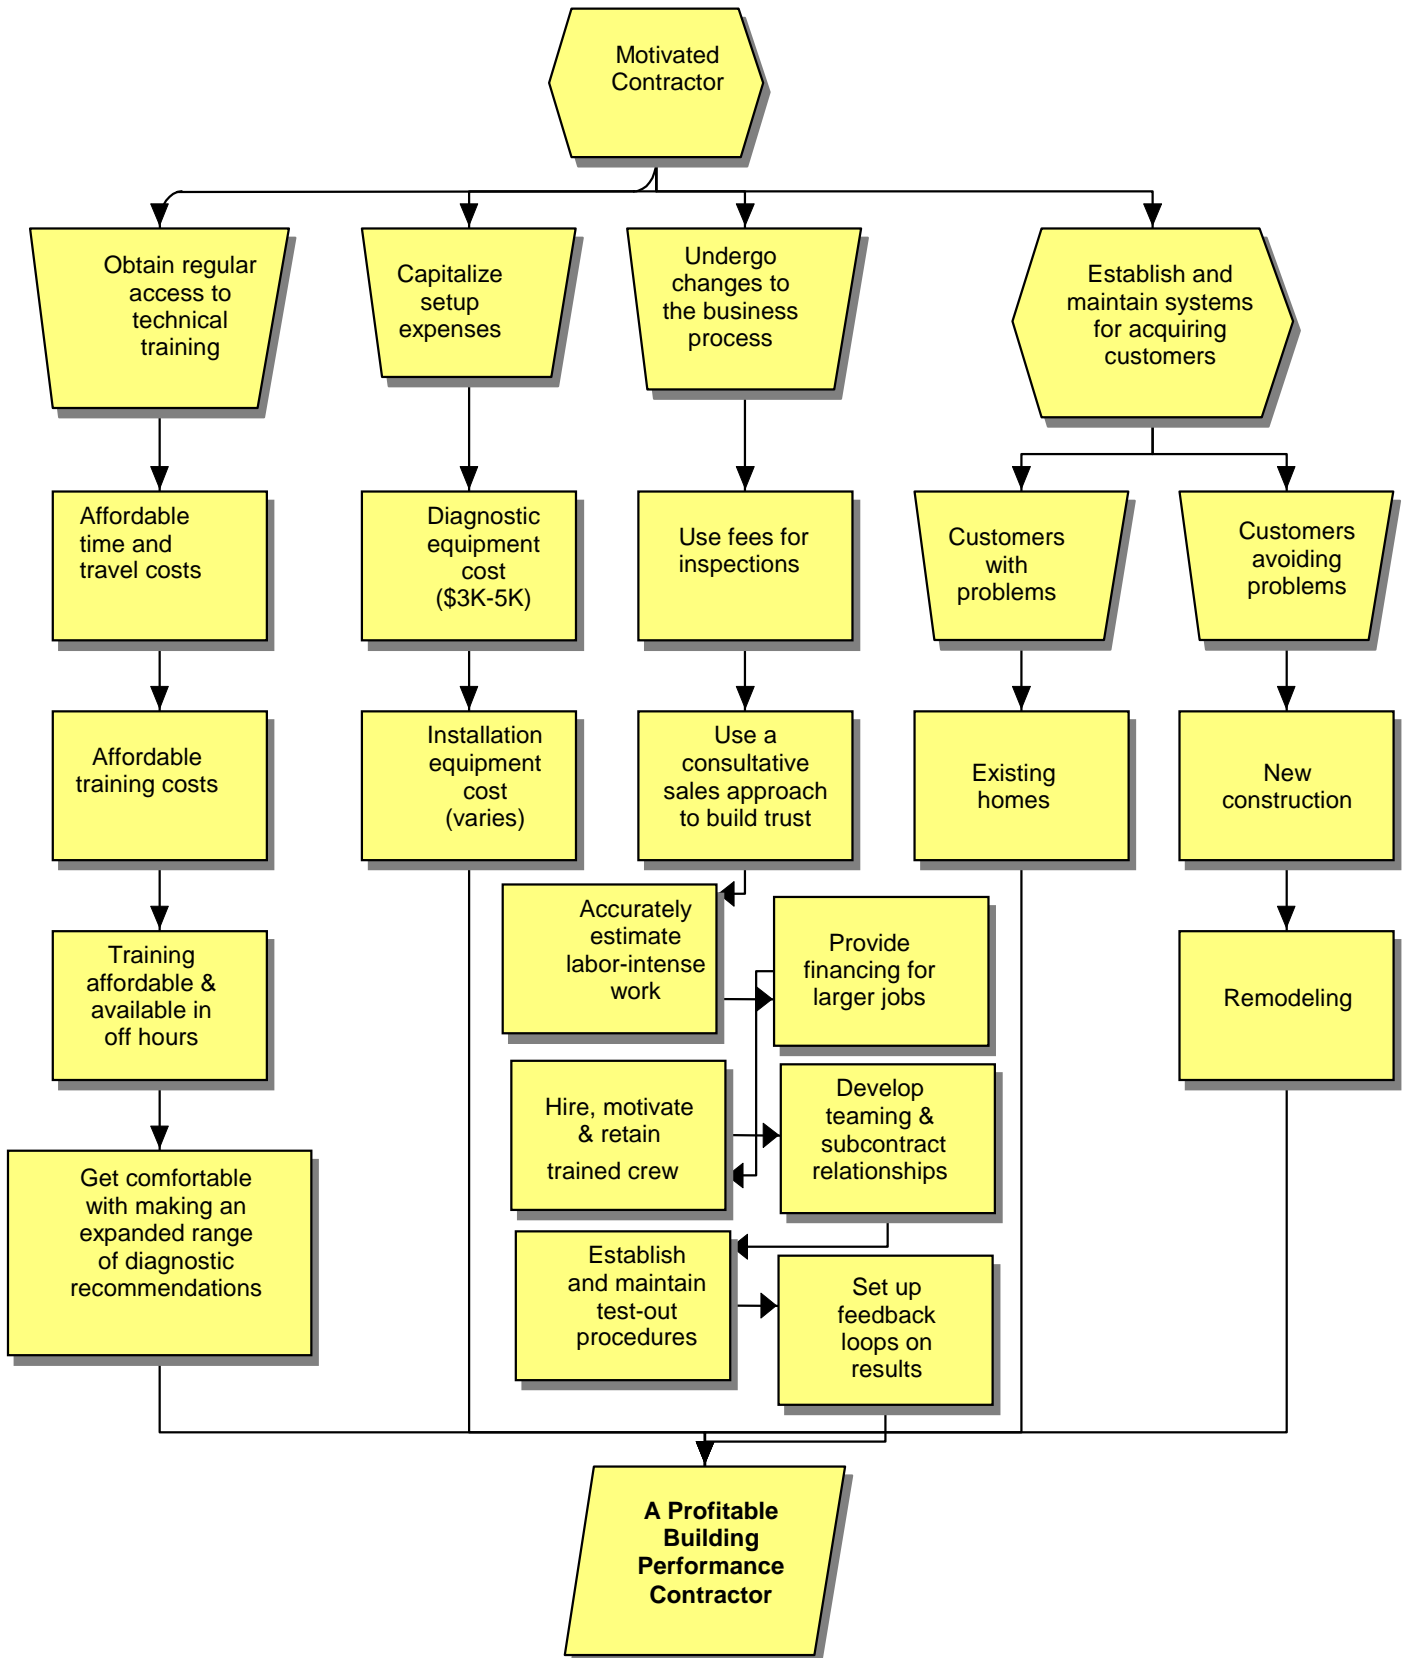 Motivated
Contractor
Obtain regular
access to
technical
training
Capitalize
setup
expenses
Undergo
changes to
the business
process
Establish and
maintain systems
for acquiring
customers
Affordable
time and
travel costs
Diagnostic
equipment
cost
($3K-5K)
Use fees for
inspections
Customers
with
problems
Customers
avoiding
problems
Affordable
training costs
Installation
equipment
cost
(varies)
Use a
consultative
sales approach
to build trust
Existing
homes
New
construction
Accurately
estimate
labor-intense
work
Provide
financing for
larger jobs
Training
affordable &
available in
off hours
Remodeling
Hire, motivate
& retain
trained crew
Develop
teaming &
subcontract
relationships
Get comfortable
with making an
expanded range
of diagnostic
recommendations
Establish
and maintain
test-out
procedures
Set up
feedback
loops on
results
A Profitable
Building
Performance
Contractor